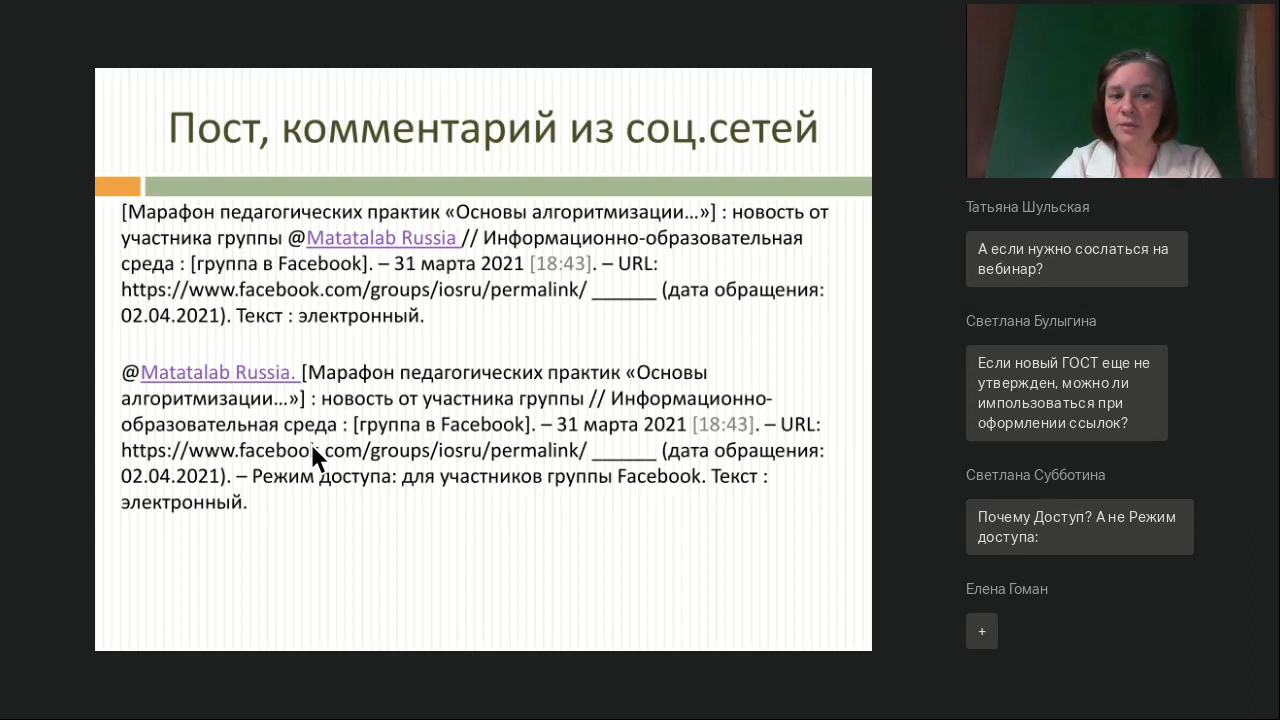 Пост, комментарий из соц.сетей
[Марафон педагогических практик «Основы алгоритмизации…»] : новость от
участника группы @Matatalab Russia // Информационно-образовательная
среда : [группа в Facebook]. – 31 марта 2021 [18:43]. – URL:
https://www.facebook.com/groups/iosru/permalink/ ______ (дата обращения:
02.04.2021). Текст : электронный.
@Matatalab Russia. [Марафон педагогических практик «Основы
алгоритмизации…»] : новость от участника группы // Информационно-
образовательная среда : [группа в Facebook]. – 31 марта 2021 [18:43]. – URL:
https://www.facebook.com/groups/iosru/permalink/ ______ (дата обращения:
02.04.2021). – Режим доступа: для участников группы Facebook. Текст :
электронный.
Татьяна Шульская
А если нужно сослаться на
вебинар?
Светлана Булыгина
Если новый ГОСТ еще не
утвержден, можно ли
импользоваться при
оформлении ссылок?
Светлана Субботина
Почему Доступ? А не Режим
доступа:
Елена Гоман
+